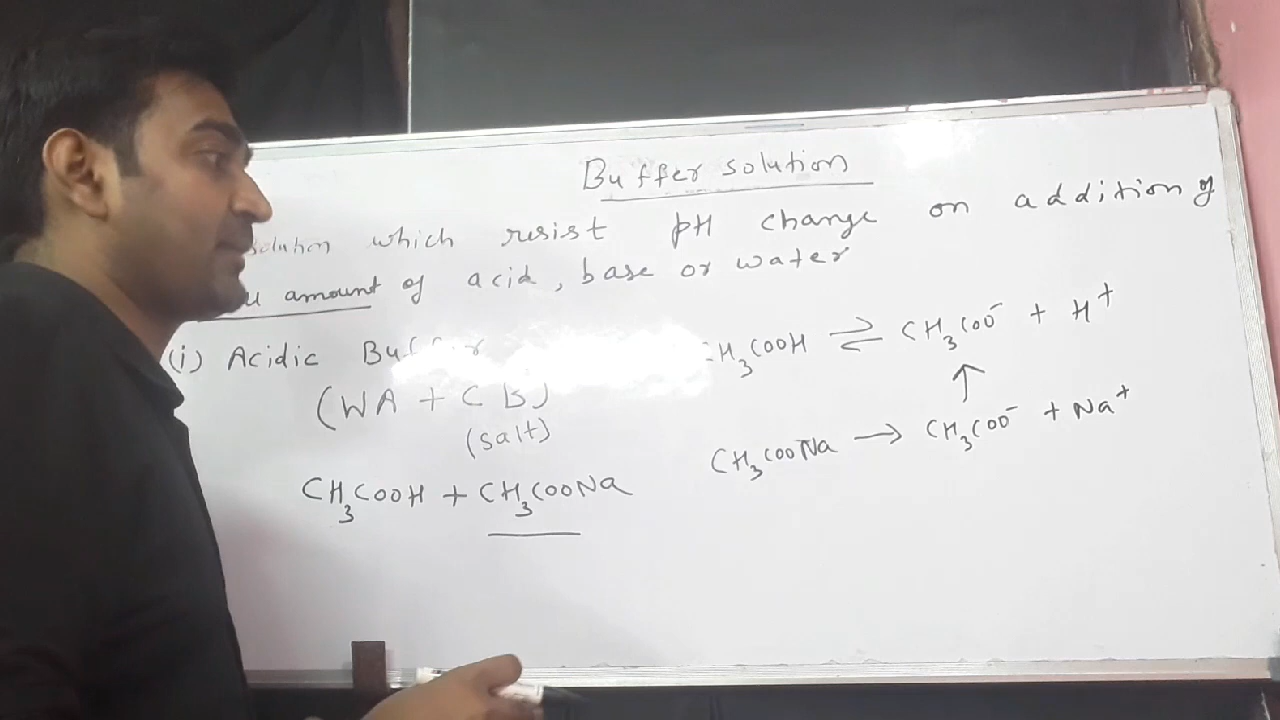 Buffer solution
solution which resist pH change on addition of
amount of acid, base or water
(i) Acidic Buffer
(WA + CB)
(salt)
CH₃COOH + CH₃COONa
CH₃COOH ⇌ CH₃COO⁻ + H⁺
↑
CH₃COONa → CH₃COO⁻ + Na⁺